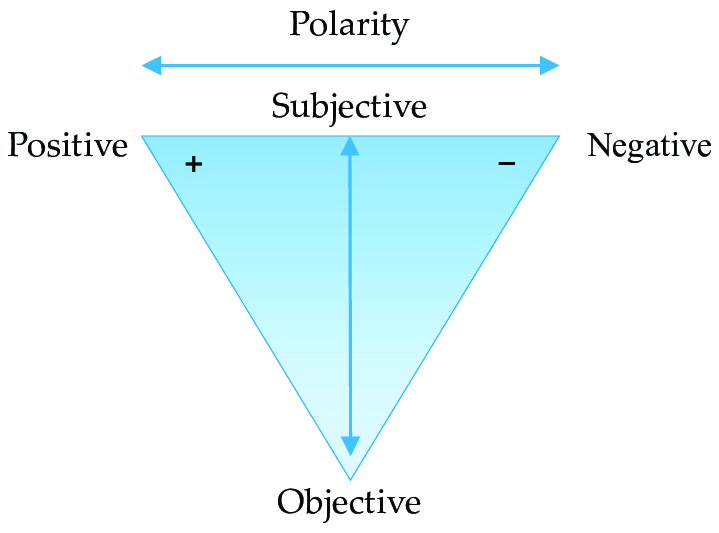 Polarity
Subjective
Positive
+
−
Negative
Objective